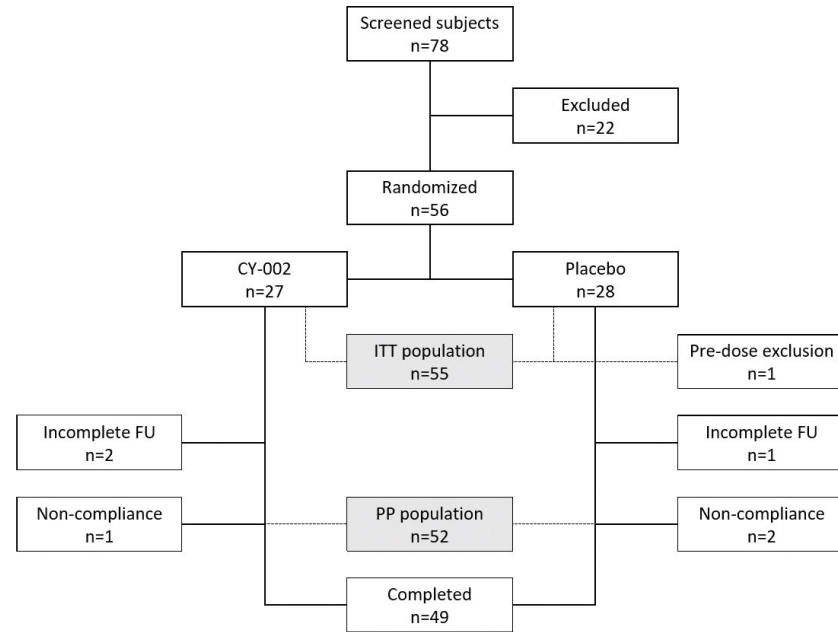 Screened subjects
n=78
Excluded
n=22
Randomized
n=56
CY-002
n=27
Placebo
n=28
ITT population
n=55
Pre-dose exclusion
n=1
Incomplete FU
n=2
Incomplete FU
n=1
Non-compliance
n=1
PP population
n=52
Non-compliance
n=2
Completed
n=49